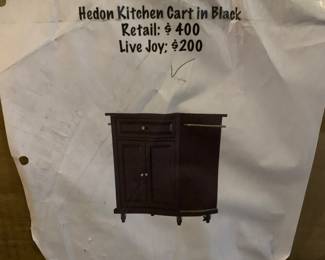 Hedon Kitchen Cart in Black
Retail: $ 400
Live Joy: $200